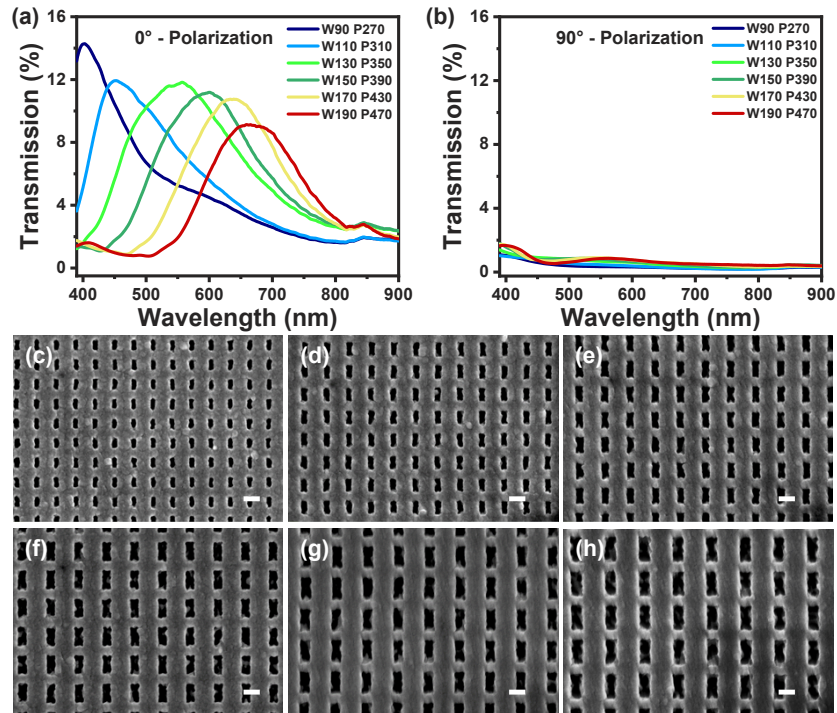 (a)
16
12
8
4
0
Transmission (%)
0° - Polarization
W90 P270
W110 P310
W130 P350
W150 P390
W170 P430
W190 P470
400 500 600 700 800 900
Wavelength (nm)
(b)
16
12
8
4
0
Transmission (%)
90° - Polarization
W90 P270
W110 P310
W130 P350
W150 P390
W170 P430
W190 P470
400 500 600 700 800 900
Wavelength (nm)
(c)
(d)
(e)
(f)
(g)
(h)